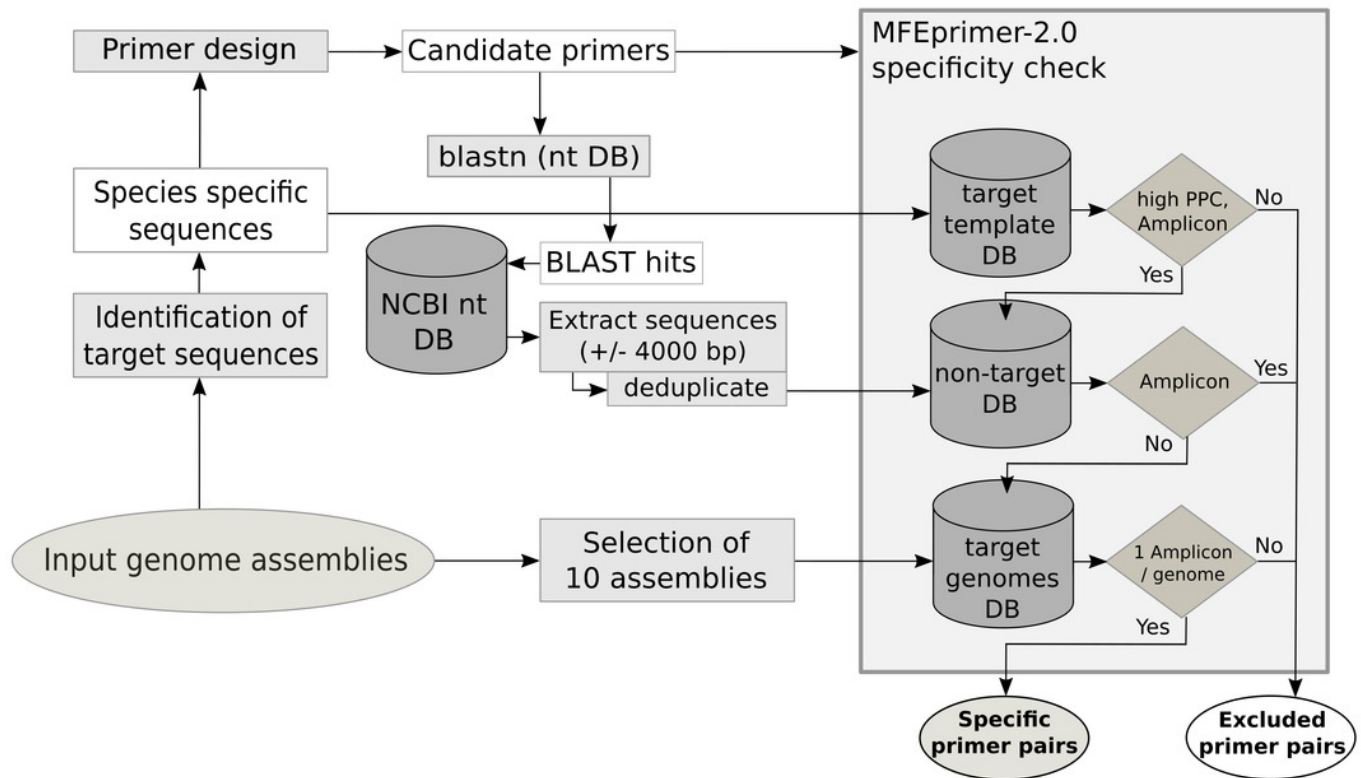 MFEprimer-2.0
specificity check
Primer design
Candidate primers
blastn (nt DB)
Species specific
sequences
target
template
DB
high PPC,
Amplicon
No
Yes
BLAST hits
NCBI nt
DB
Identification of
target sequences
Extract sequences
(+/- 4000 bp)
deduplicate
non-target
DB
Amplicon
Yes
No
Input genome assemblies
Selection of
10 assemblies
target
genomes
DB
1 Amplicon
/ genome
No
Yes
Specific
primer pairs
Excluded
primer pairs